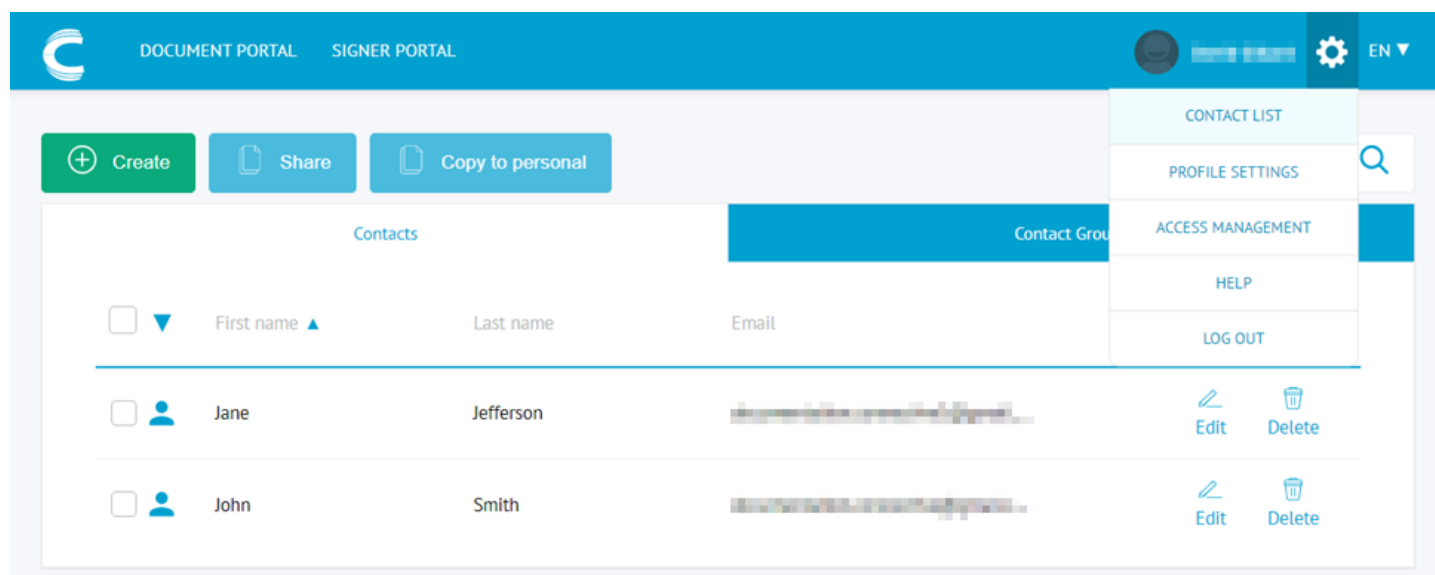 DOCUMENT PORTAL SIGNER PORTAL EN
CONTACT LIST
Create Share Copy to personal
PROFILE SETTINGS
Contacts Contact Grou
ACCESS MANAGEMENT
HELP
First name Last name Email
LOG OUT
Jane Jefferson
Edit Delete
John Smith
Edit Delete